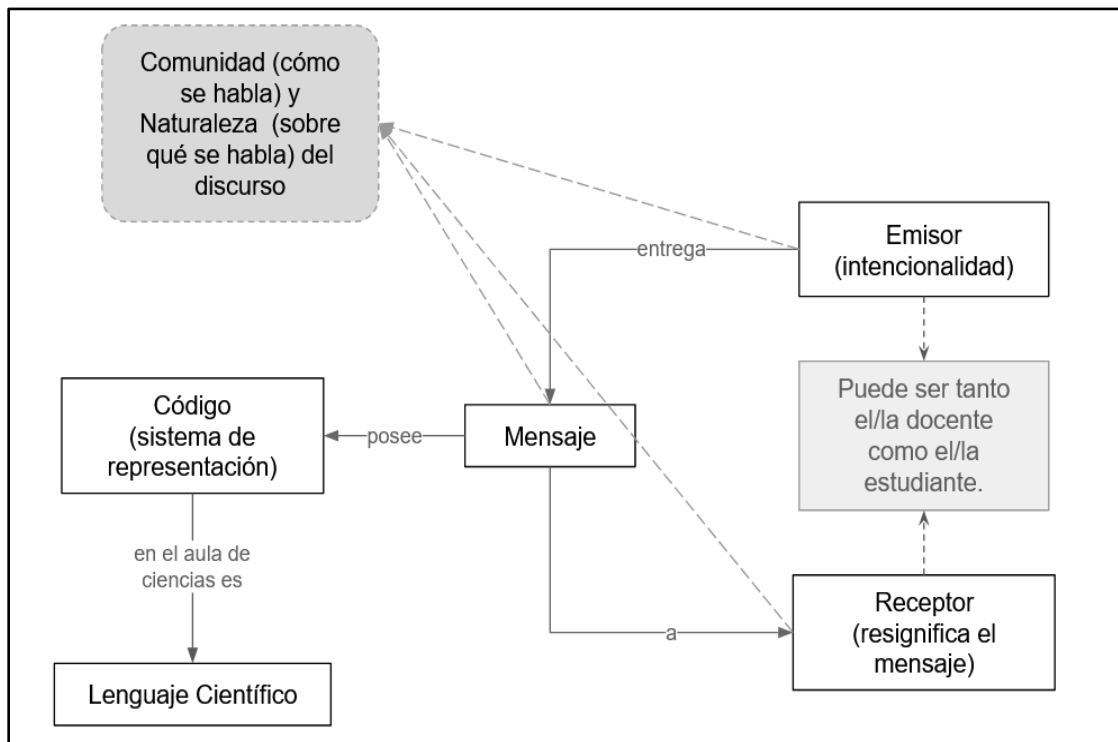 Comunidad (cómo
se habla) y
Naturaleza (sobre
qué se habla) del
discurso
Emisor
(intencionalidad)
entrega
Puede ser tanto
el/la docente
como el/la
estudiante.
Código
(sistema de
representación)
posee
Mensaje
en el aula de
ciencias es
a
Receptor
(resignifica el
mensaje)
Lenguaje Científico